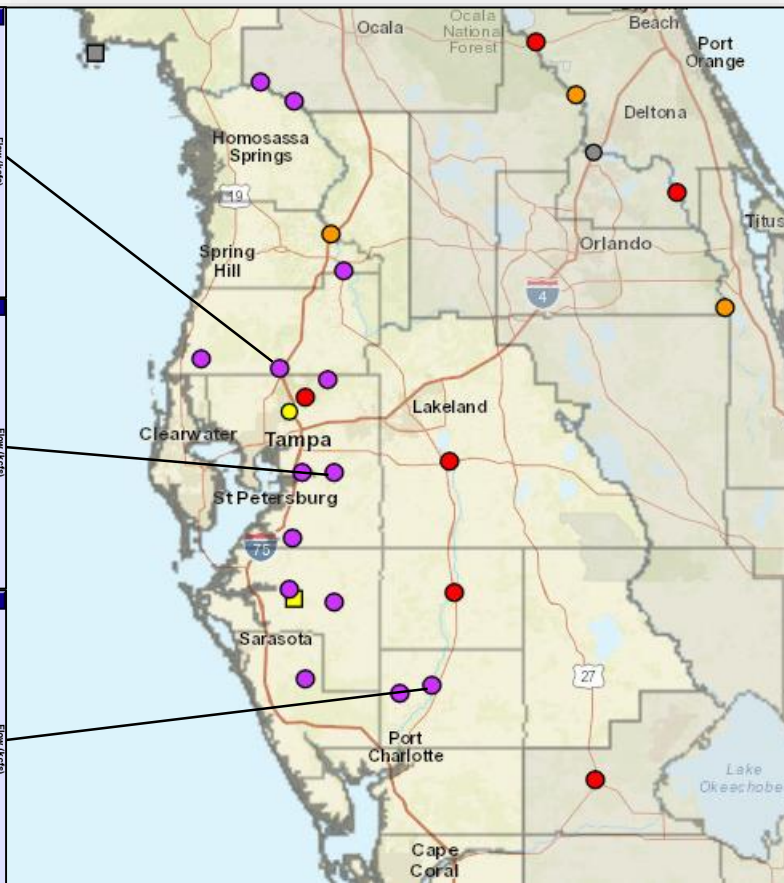 Ocala
Ocala
National
Forest
Beach
Port
Orange
Deltona
Homosassa
Springs
19
Titus
Spring
Hill
Orlando
4
Lakeland
Clearwater
Tampa
St Petersburg
75
Sarasota
27
Port
Charlotte
Lake
Okeechobe
Cape
Coral